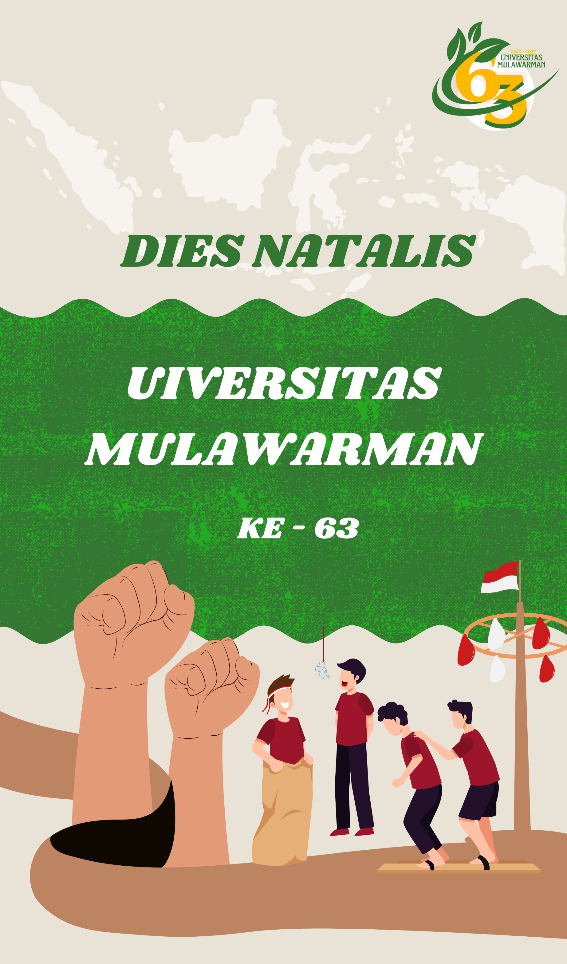 63
UNIVERSITAS
MULAWARMAN
DIES NATALIS
UIVERSITAS
MULAWARMAN
KE - 63